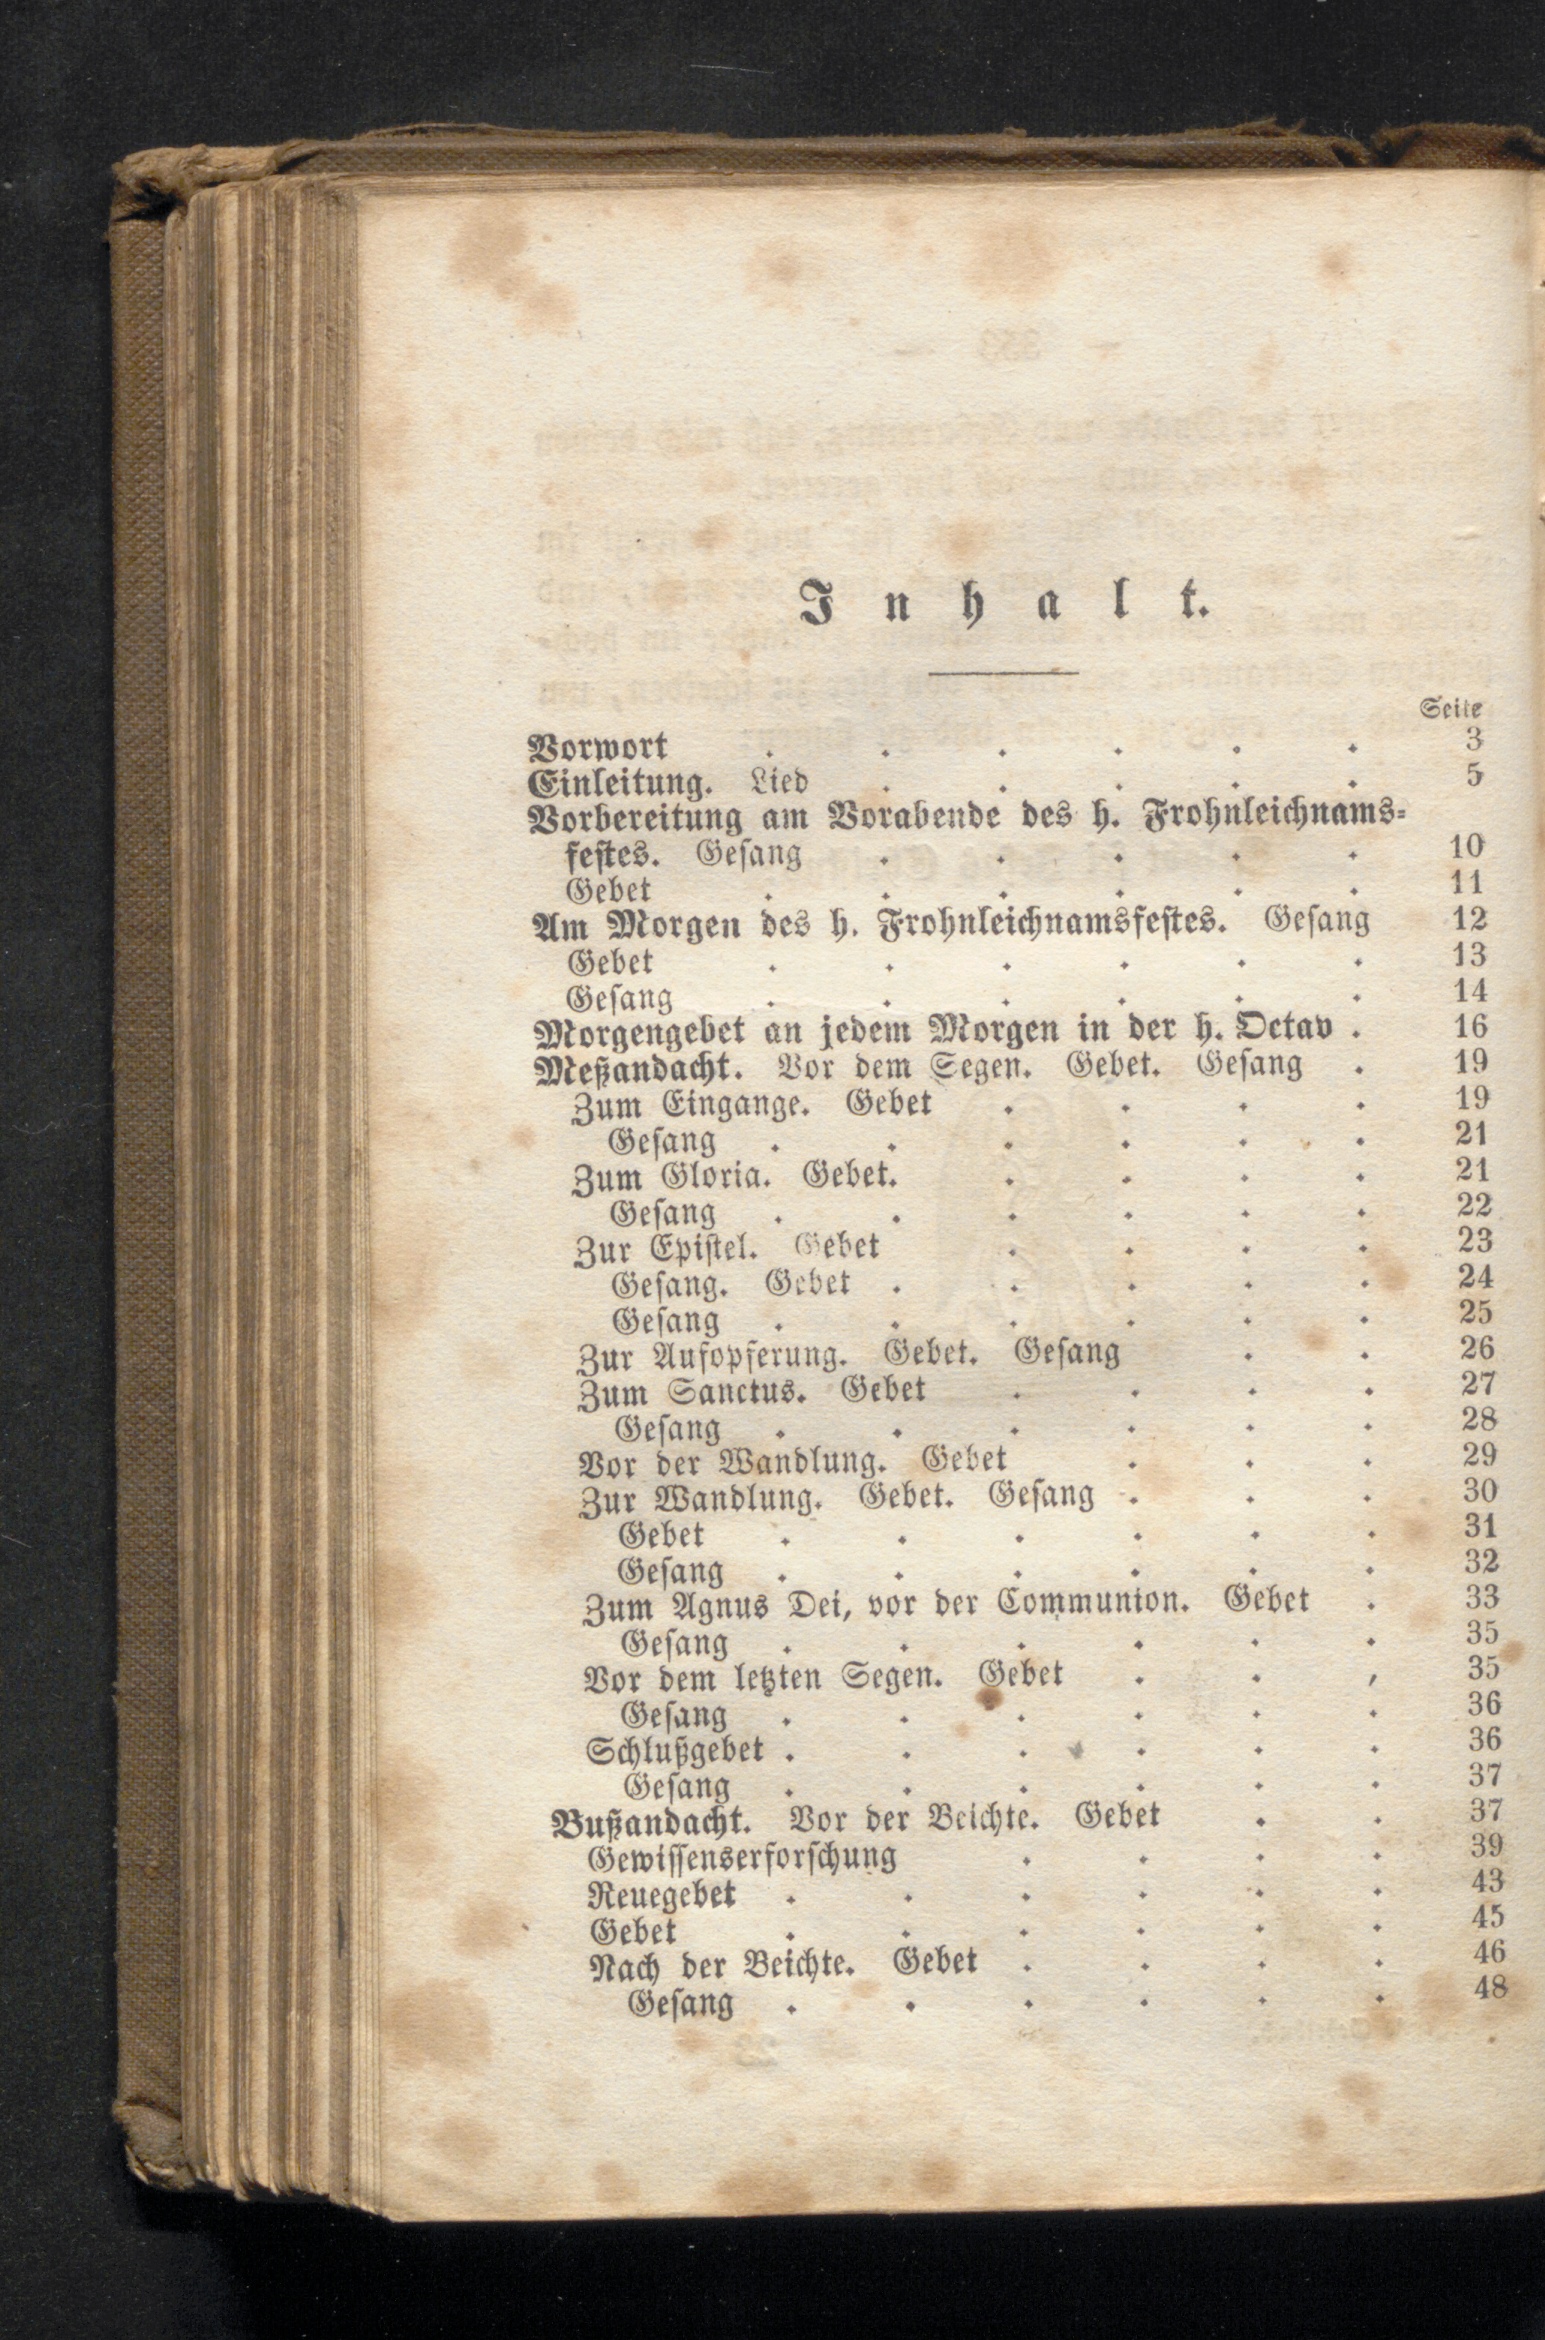 Inhalt.
Seite
Vorwort . . . . . . 3
Einleitung. Lied . . . . . 5
Vorbereitung am Vorabende des h. Frohnleichnams-
festes. Gesang . . . . . 10
Gebet . . . . . . 11
Am Morgen des h. Frohnleichnamsfestes. Gesang 12
Gebet . . . . . . 13
Gesang . . . . . . 14
Morgengebet an jedem Morgen in der h. Octav . 16
Meßandacht. Vor dem Segen. Gebet. Gesang . 19
Zum Eingange. Gebet . . . . 19
Gesang . . . . . . 21
Zum Gloria. Gebet. . . . . 21
Gesang . . . . . . 22
Zur Epistel. Gebet . . . . 23
Gesang. Gebet . . . . . 24
Gesang . . . . . . 25
Zur Aufopferung. Gebet. Gesang . . 26
Zum Sanctus. Gebet . . . . 27
Gesang . . . . . . 28
Vor der Wandlung. Gebet . . . 29
Zur Wandlung. Gebet. Gesang . . . 30
Gebet . . . . . . 31
Gesang . . . . . . 32
Zum Agnus Dei, vor der Communion. Gebet . 33
Gesang . . . . . . 35
Vor dem letzten Segen. Gebet . . , 35
Gesang . . . . . . 36
Schlußgebet . . . . . . 36
Gesang . . . . . . 37
Bußandacht. Vor der Beichte. Gebet . . 37
Gewissenserforschung . . . . 39
Reuegebet . . . . . . 43
Gebet . . . . . . 45
Nach der Beichte. Gebet . . . . 46
Gesang . . . . . . 48